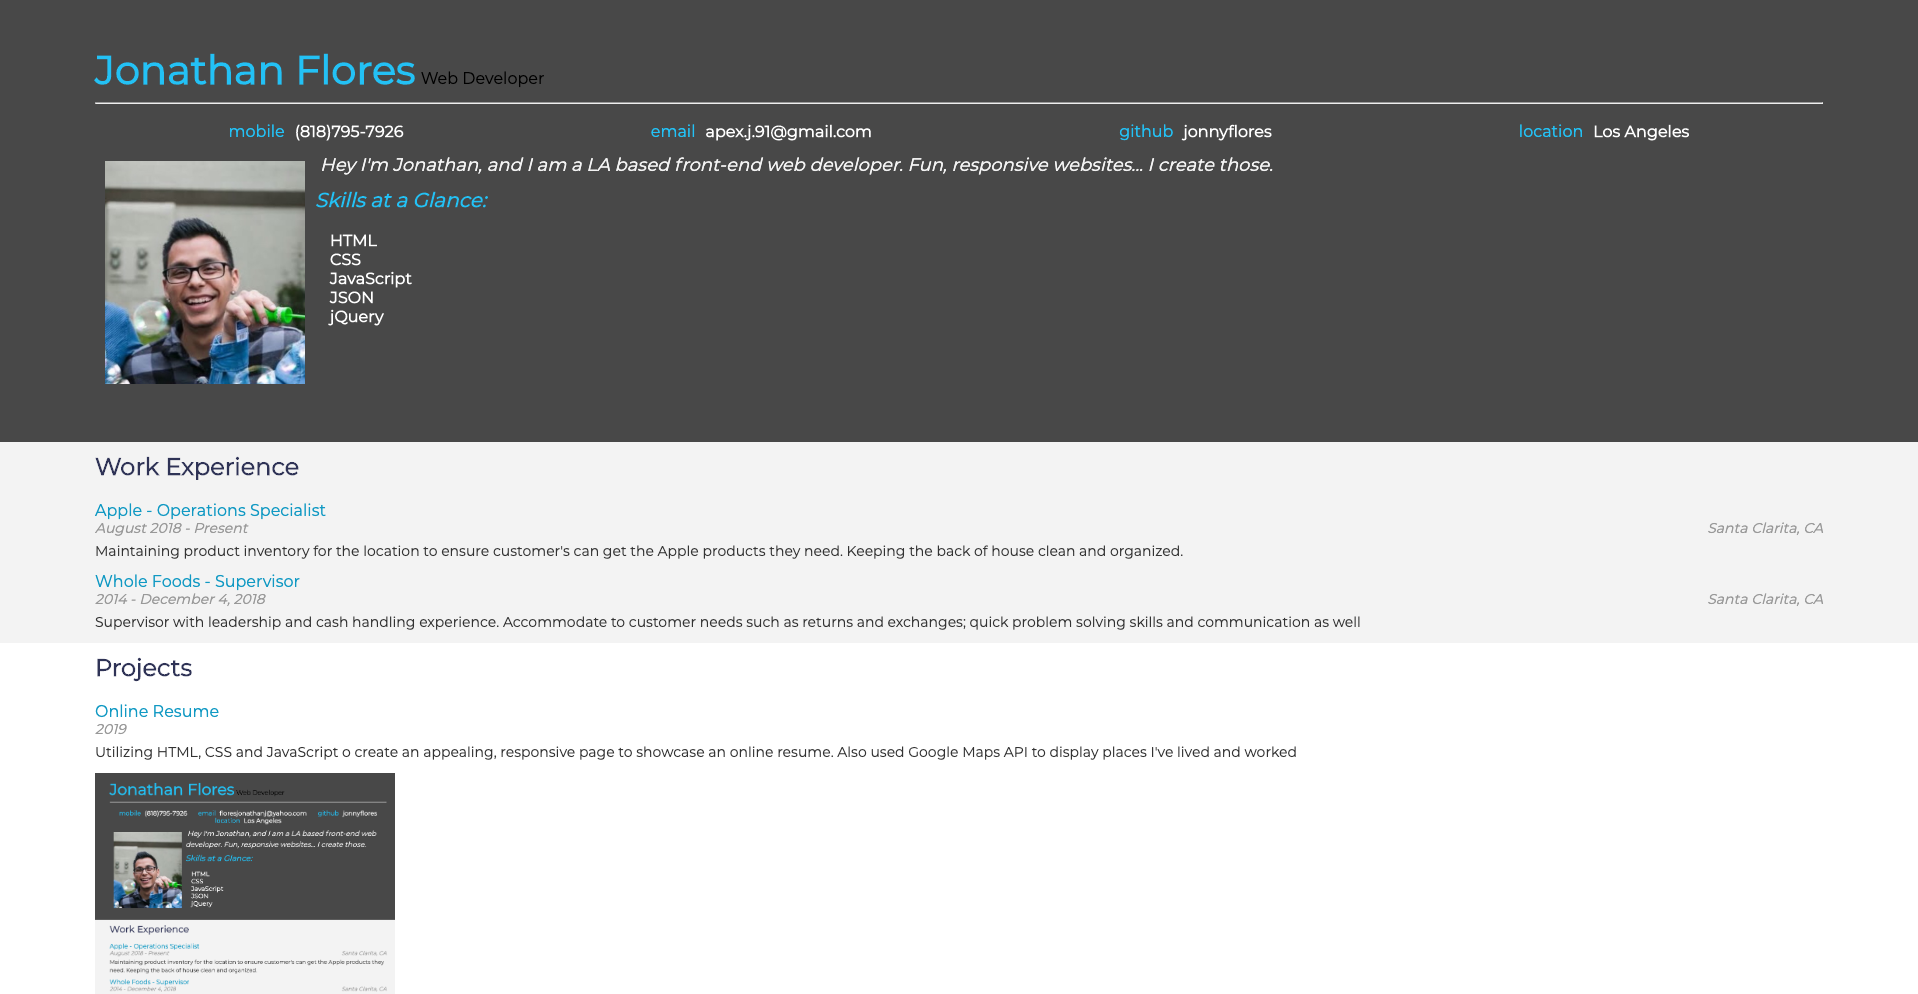 Jonathan Flores Web Developer
mobile (818)795-7926 email apex.j.91@gmail.com github jonnyflores location Los Angeles
Hey I'm Jonathan, and I am a LA based front-end web developer. Fun, responsive websites... I create those.
Skills at a Glance:
HTML
CSS
JavaScript
JSON
jQuery
Work Experience
Apple - Operations Specialist
August 2018 - Present Santa Clarita, CA
Maintaining product inventory for the location to ensure customer's can get the Apple products they need. Keeping the back of house clean and organized.
Whole Foods - Supervisor
2014 - December 4, 2018 Santa Clarita, CA
Supervisor with leadership and cash handling experience. Accommodate to customer needs such as returns and exchanges; quick problem solving skills and communication as well
Projects
Online Resume
2019
Utilizing HTML, CSS and JavaScript o create an appealing, responsive page to showcase an online resume. Also used Google Maps API to display places I've lived and worked
Jonathan Flores Web Developer
mobile (818)795-7926 email floresjonathanj@yahoo.com github jonnyflores
location Los Angeles
Hey I'm Jonathan, and I am a LA based front-end web
developer. Fun, responsive websites... I create those.
Skills at a Glance:
HTML
CSS
JavaScript
JSON
jQuery
Work Experience
Apple - Operations Specialist
August 2018 - Present Santa Clarita, CA
Maintaining product inventory for the location to ensure customer's can get the Apple products they
need. Keeping the back of house clean and organized.
Whole Foods - Supervisor
2014 - December 4, 2018 Santa Clarita, CA